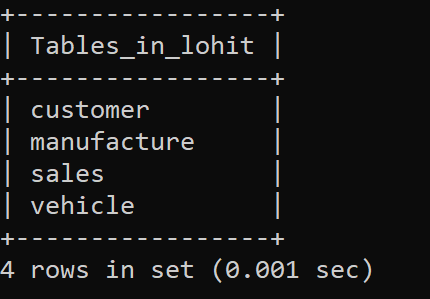 +-----------------+
| Tables_in_lohit |
+-----------------+
| customer        |
| manufacture     |
| sales           |
| vehicle         |
+-----------------+
4 rows in set (0.001 sec)